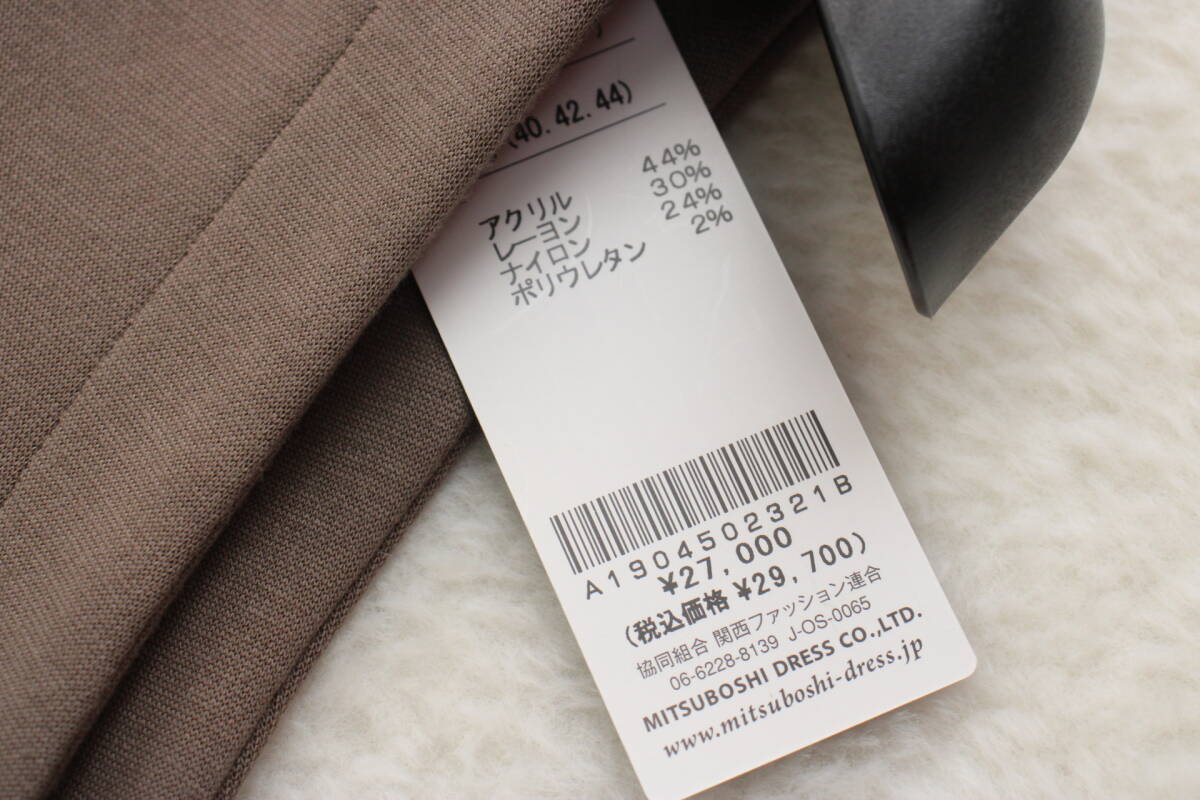 (40.42.44)
アクリル 44%
レーヨン 30%
ナイロン 24%
ポリウレタン 2%
A1904502321B
¥27,000
(税込価格 ¥29,700)
協同組合 関西ファッション連合
06-6228-8139 J-OS-0065
MITSUBOSHI DRESS CO.,LTD.
www.mitsuboshi-dress.jp